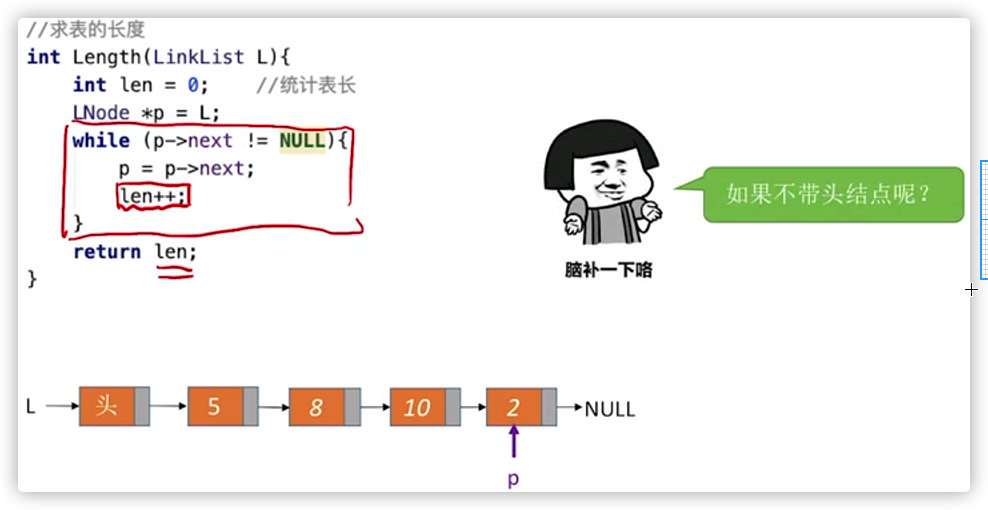 //求表的长度
int Length(LinkList L){
int len = 0; //统计表长
LNode *p = L;
while (p->next != NULL){
p = p->next;
len++;
}
return len;
}
如果不带头结点呢？
脑补一下咯
L 头 5 8 10 2 NULL
p